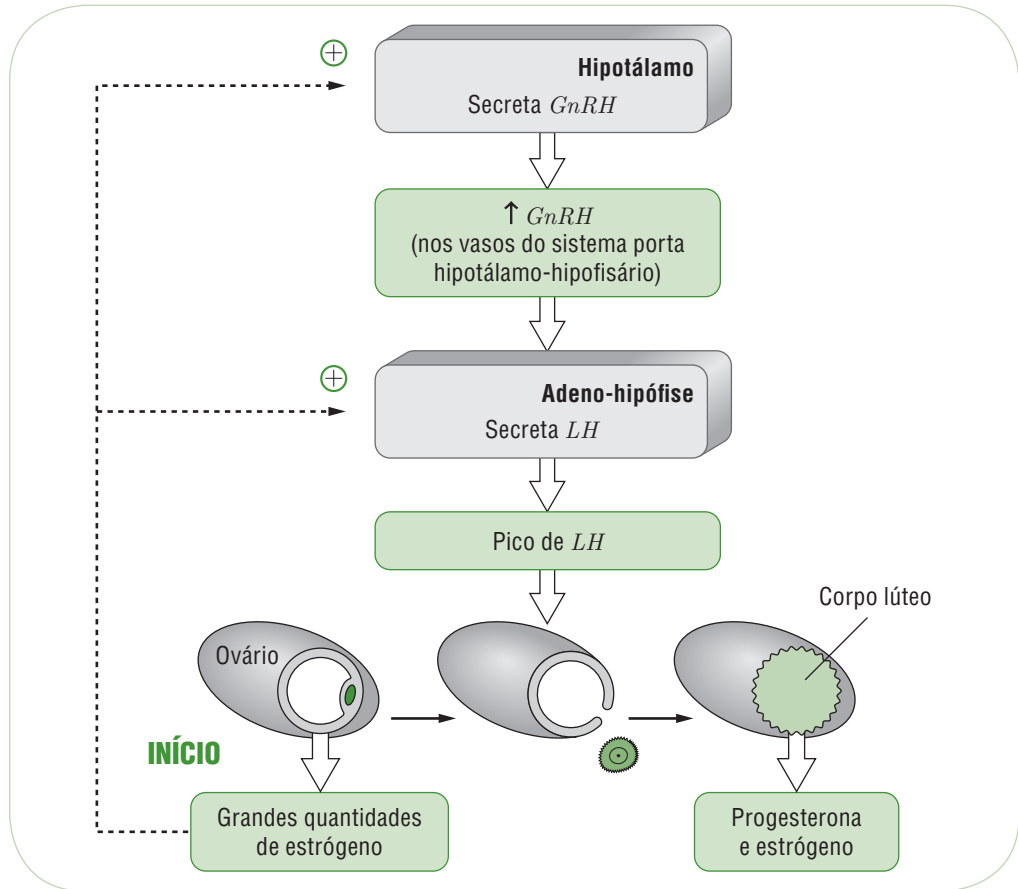 Hipotálamo
Secreta GnRH
↑ GnRH
(nos vasos do sistema porta
hipotálamo-hipofisário)
Adeno-hipófise
Secreta LH
Pico de LH
Corpo lúteo
Ovário
INÍCIO
Grandes quantidades
de estrógeno
Progesterona
e estrógeno